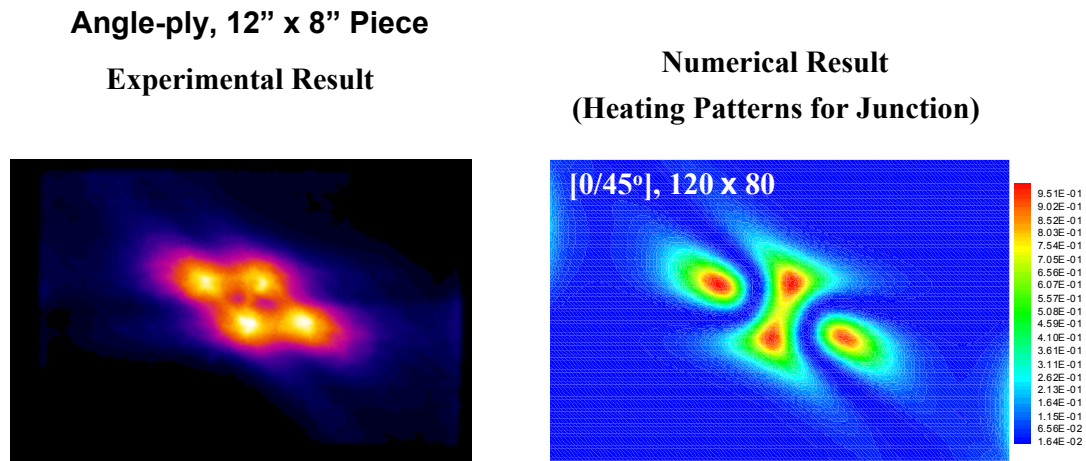 Angle-ply, 12” x 8” Piece
Experimental Result
Numerical Result
(Heating Patterns for Junction)
[0/45º], 120 x 80
9.51E-01
9.02E-01
8.52E-01
8.03E-01
7.54E-01
7.05E-01
6.56E-01
6.07E-01
5.57E-01
5.08E-01
4.59E-01
4.10E-01
3.61E-01
3.11E-01
2.62E-01
2.13E-01
1.64E-01
1.15E-01
6.56E-02
1.64E-02